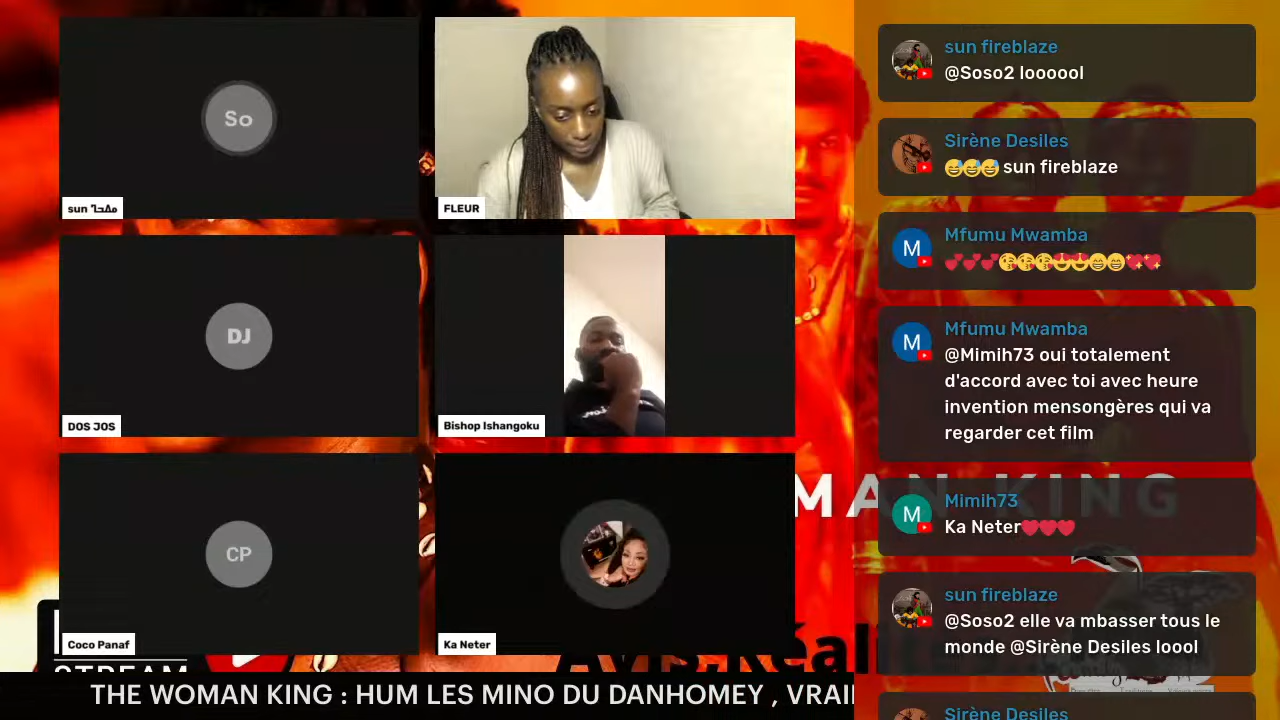 So
sun
FLEUR
DJ
DOS JOS
Bishop Ishangoku
CP
Coco Panaf
Ka Neter
STREAM
THE WOMAN KING : HUM LES MINO DU DANHOMEY , VRAI
MAN KING
sun fireblaze
@Soso2 loooool
Sirène Desiles
😅😅😅 sun fireblaze
M
Mfumu Mwamba
💕💕💕😘😘😘😍😍😁😁💖💖
M
Mfumu Mwamba
@Mimih73 oui totalement
d'accord avec toi avec heure
invention mensongères qui va
regarder cet film
M
Mimih73
Ka Neter❤❤❤
sun fireblaze
@Soso2 elle va mbasser tous le
monde @Sirène Desiles loool
Sirène Desiles